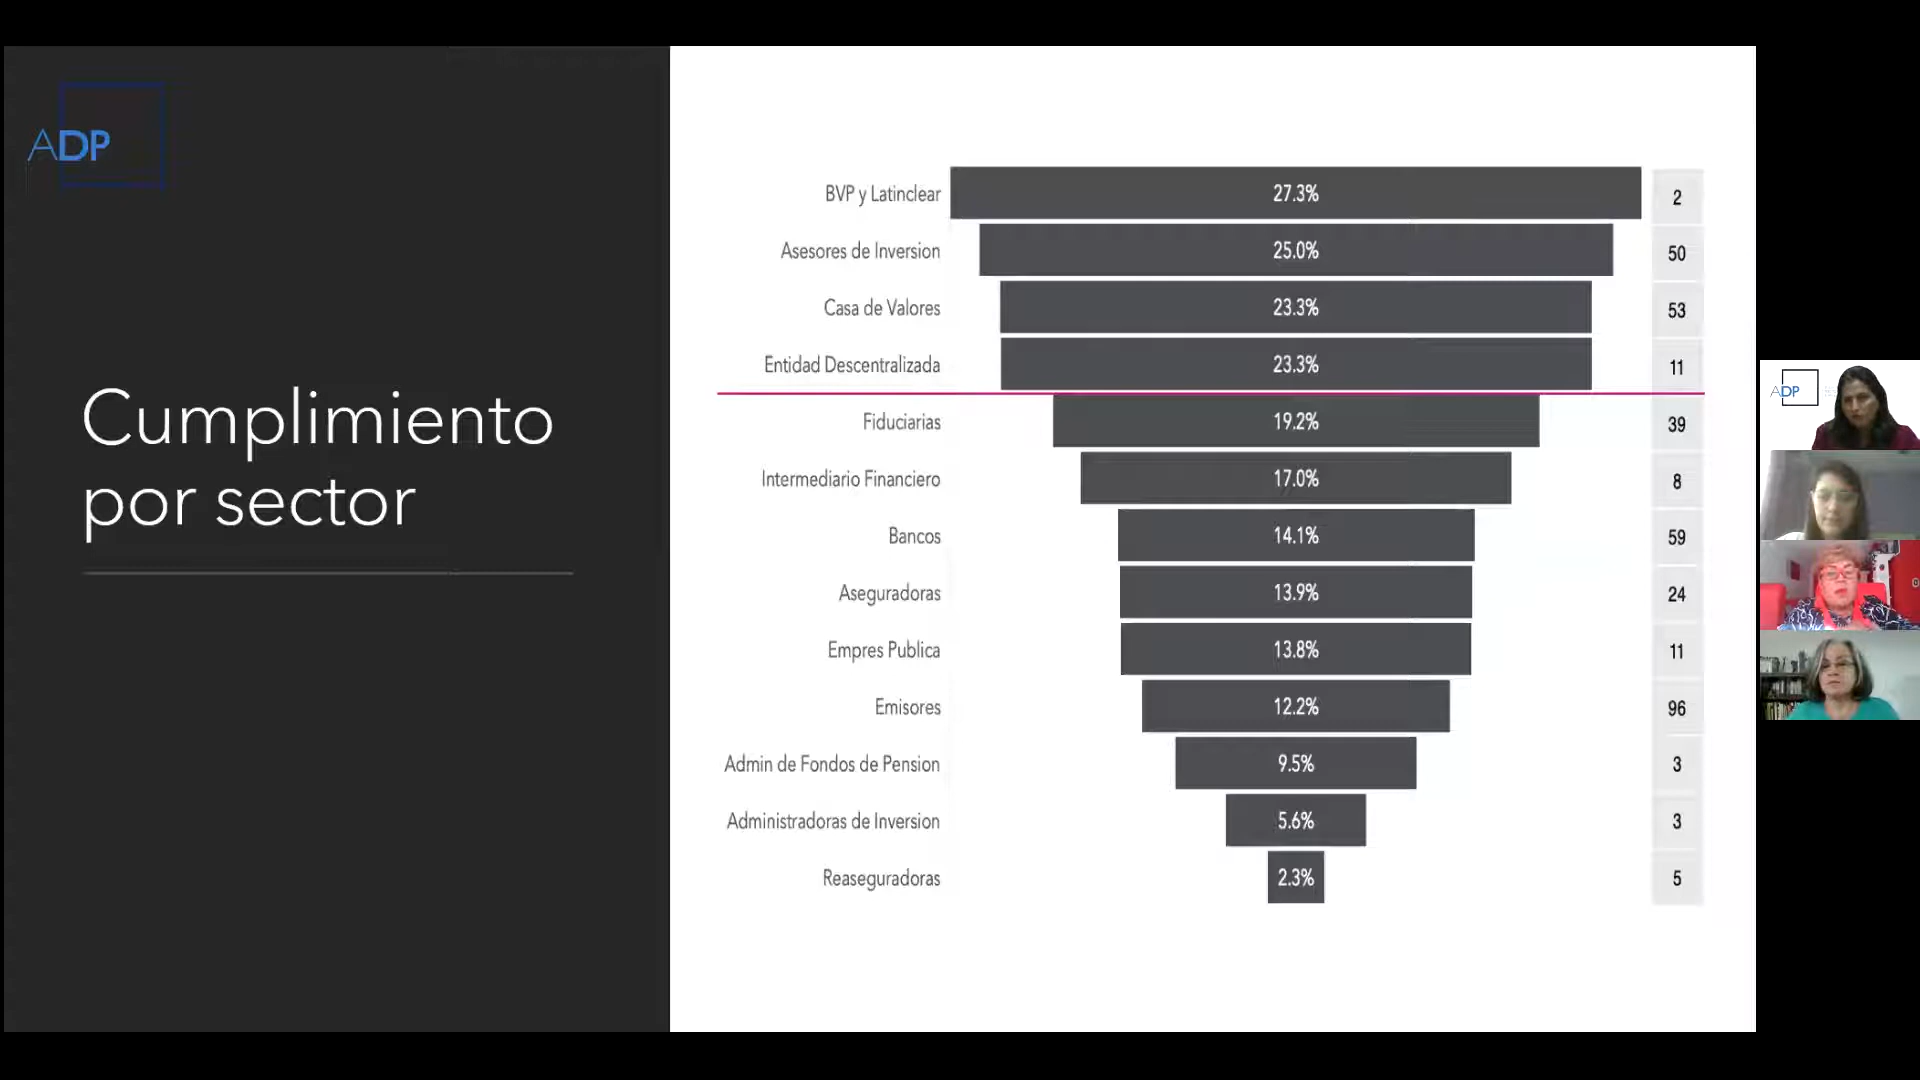 ADP
Cumplimiento
por sector
BVP y Latinclear 27.3% 2
Asesores de Inversion 25.0% 50
Casa de Valores 23.3% 53
Entidad Descentralizada 23.3% 11
Fiduciarias 19.2% 39
Intermediario Financiero 17.0% 8
Bancos 14.1% 59
Aseguradoras 13.9% 24
Empres Publica 13.8% 11
Emisores 12.2% 96
Admin de Fondos de Pension 9.5% 3
Administradoras de Inversion 5.6% 3
Reaseguradoras 2.3% 5
ADP